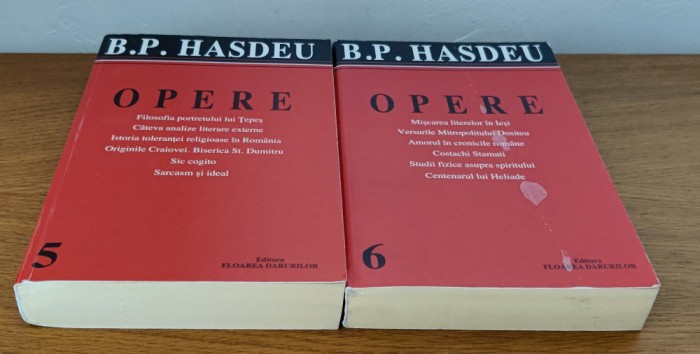 B.P. HASDEU
OPERE
Filosofia portretului lui Țepeș
Câteva analize literare externe
Istoria toleranței religioase în România
Originile Craiovei. Biserica St. Dumitru
Sic cogito
Sarcasm și ideal
5
Editura
FLOAREA DARURILOR
B.P. HASDEU
OPERE
Mișcarea literelor în Ieși
Versurile Mitropolitului Dositeu
Amorul în cronicile române
Costachi Stamati
Studii fizice asupra spiritului
Centenarul lui Heliade
6
Editura
FLOAREA DARURILOR